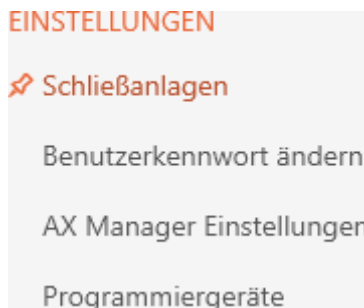 EINSTELLUNGEN
Schließanlagen
Benutzerkennwort ändern
AX Manager Einstellungen
Programmiergeräte